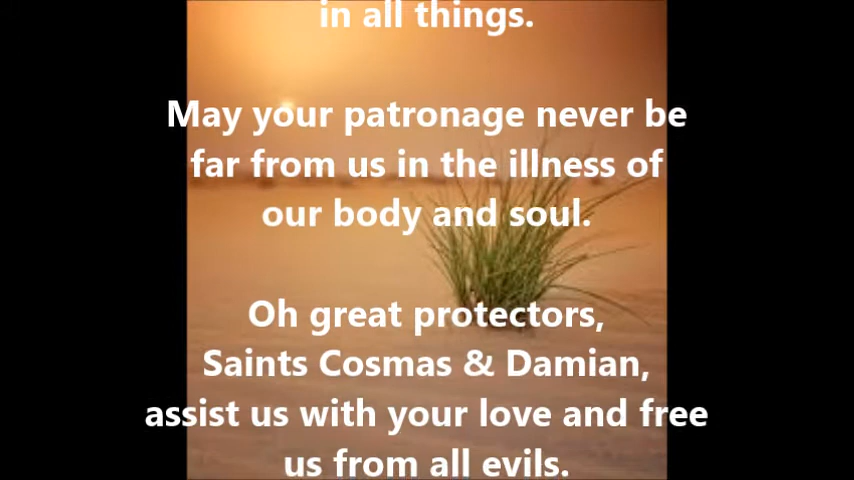 in all things.
May your patronage never be
far from us in the illness of
our body and soul.
Oh great protectors,
Saints Cosmas & Damian,
assist us with your love and free
us from all evils.